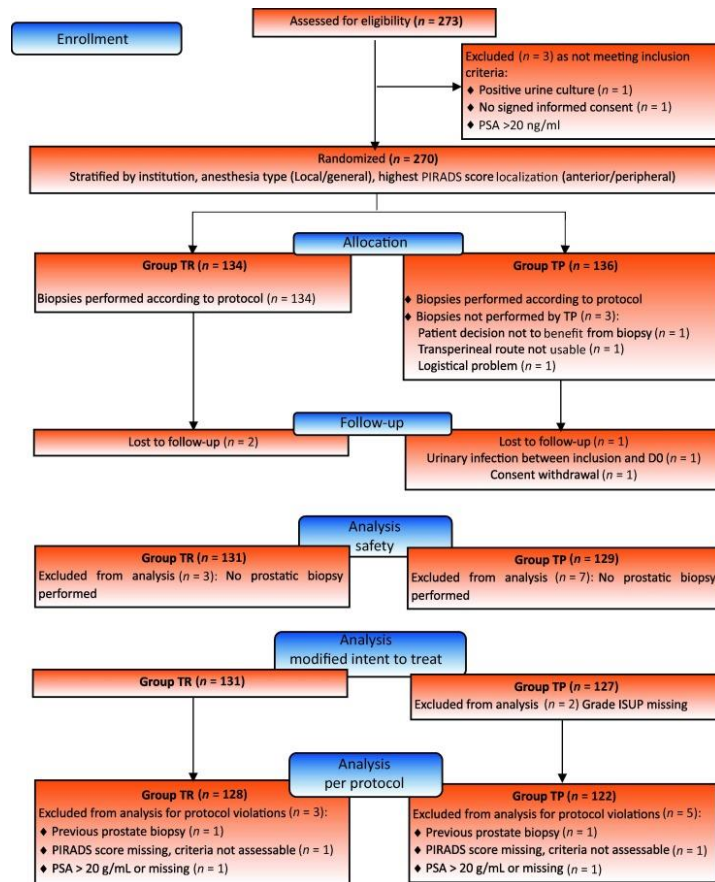 Enrollment
Assessed for eligibility (n = 273)
Excluded (n = 3) as not meeting inclusion
criteria:
♦ Positive urine culture (n = 1)
♦ No signed informed consent (n = 1)
♦ PSA >20 ng/ml
Randomized (n = 270)
Stratified by institution, anesthesia type (Local/general), highest PIRADS score localization (anterior/peripheral)
Allocation
Group TR (n = 134)
Biopsies performed according to protocol (n = 134)
Group TP (n = 136)
♦ Biopsies performed according to protocol
♦ Biopsies not performed by TP (n = 3):
Patient decision not to benefit from biopsy (n = 1)
Transperineal route not usable (n = 1)
Logistical problem (n = 1)
Follow-up
Lost to follow-up (n = 2)
Lost to follow-up (n = 1)
Urinary infection between inclusion and D0 (n = 1)
Consent withdrawal (n = 1)
Analysis
safety
Group TR (n = 131)
Excluded from analysis (n = 3): No prostatic biopsy
performed
Group TP (n = 129)
Excluded from analysis (n = 7): No prostatic biopsy
performed
Analysis
modified intent to treat
Group TR (n = 131)
Group TP (n = 127)
Excluded from analysis (n = 2) Grade ISUP missing
Analysis
per protocol
Group TR (n = 128)
Excluded from analysis for protocol violations (n = 3):
♦ Previous prostate biopsy (n = 1)
♦ PIRADS score missing, criteria not assessable (n = 1)
♦ PSA > 20 g/mL or missing (n = 1)
Group TP (n = 122)
Excluded from analysis for protocol violations (n = 5):
♦ Previous prostate biopsy (n = 1)
♦ PIRADS score missing, criteria not assessable (n = 1)
♦ PSA > 20 g/mL or missing (n = 1)